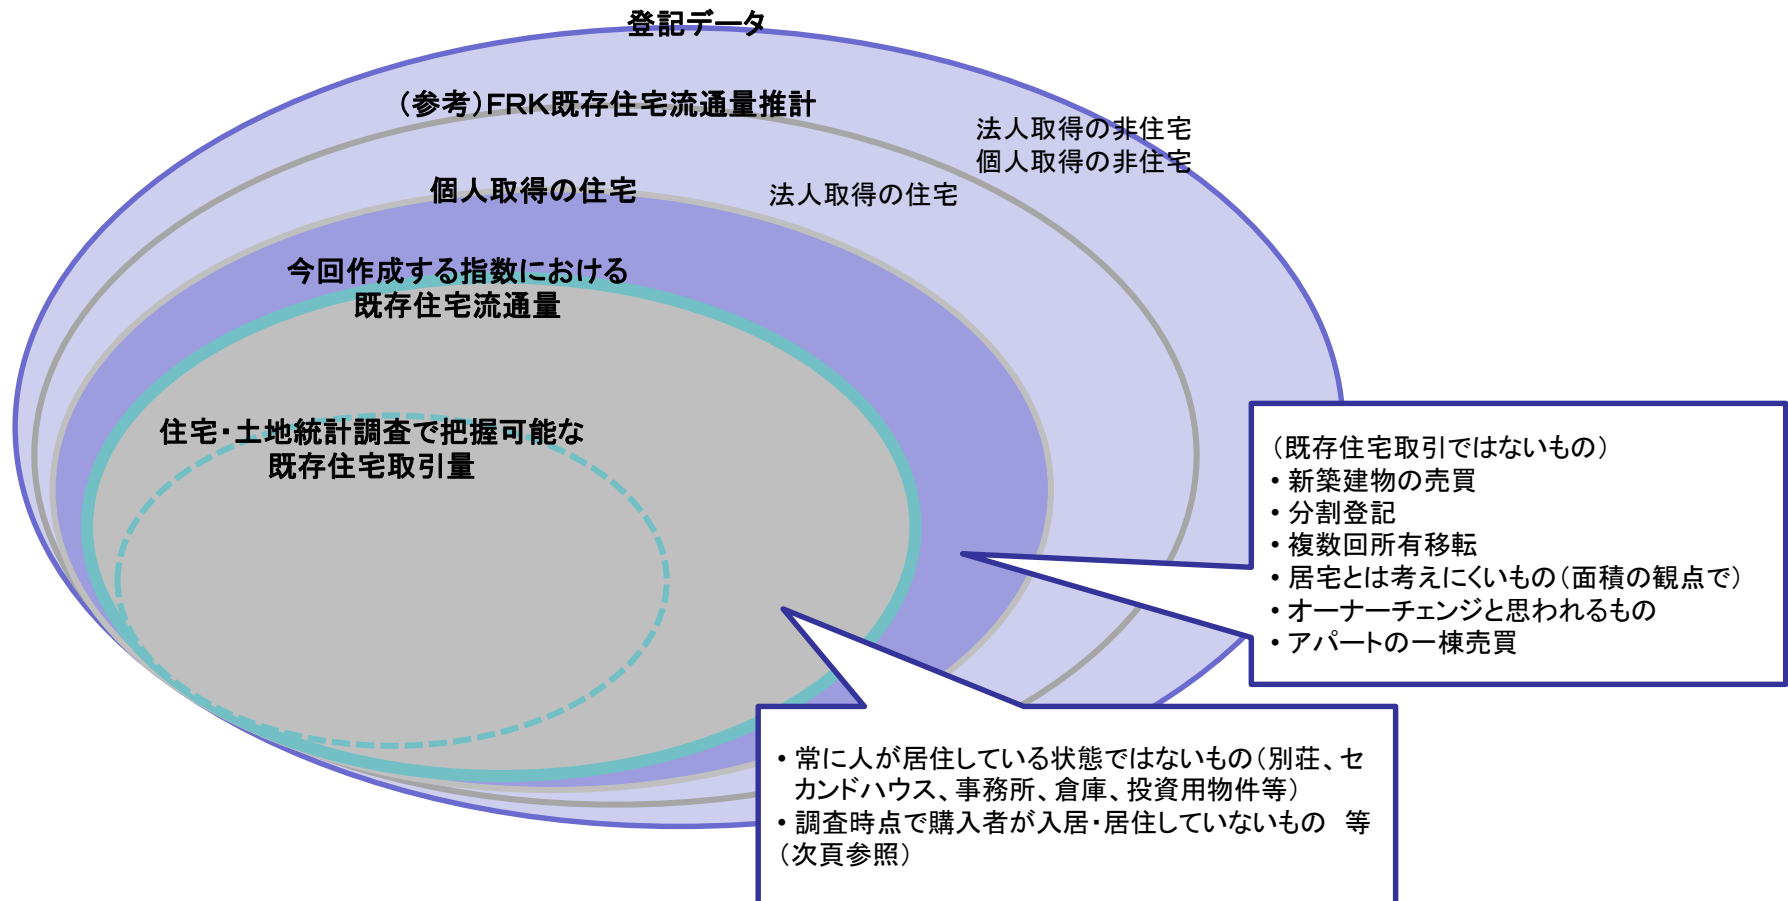 登記データ
（参考）FRK既存住宅流通量推計
法人取得の非住宅
個人取得の非住宅
個人取得の住宅
法人取得の住宅
今回作成する指数における
既存住宅流通量
住宅・土地統計調査で把握可能な
既存住宅取引量
（既存住宅取引ではないもの）
• 新築建物の売買
• 分割登記
• 複数回所有移転
• 居宅とは考えにくいもの（面積の観点で）
• オーナーチェンジと思われるもの
• アパートの一棟売買
• 常に人が居住している状態ではないもの（別荘、セ
カンドハウス、事務所、倉庫、投資用物件等）
• 調査時点で購入者が入居・居住していないもの　等
（次頁参照）